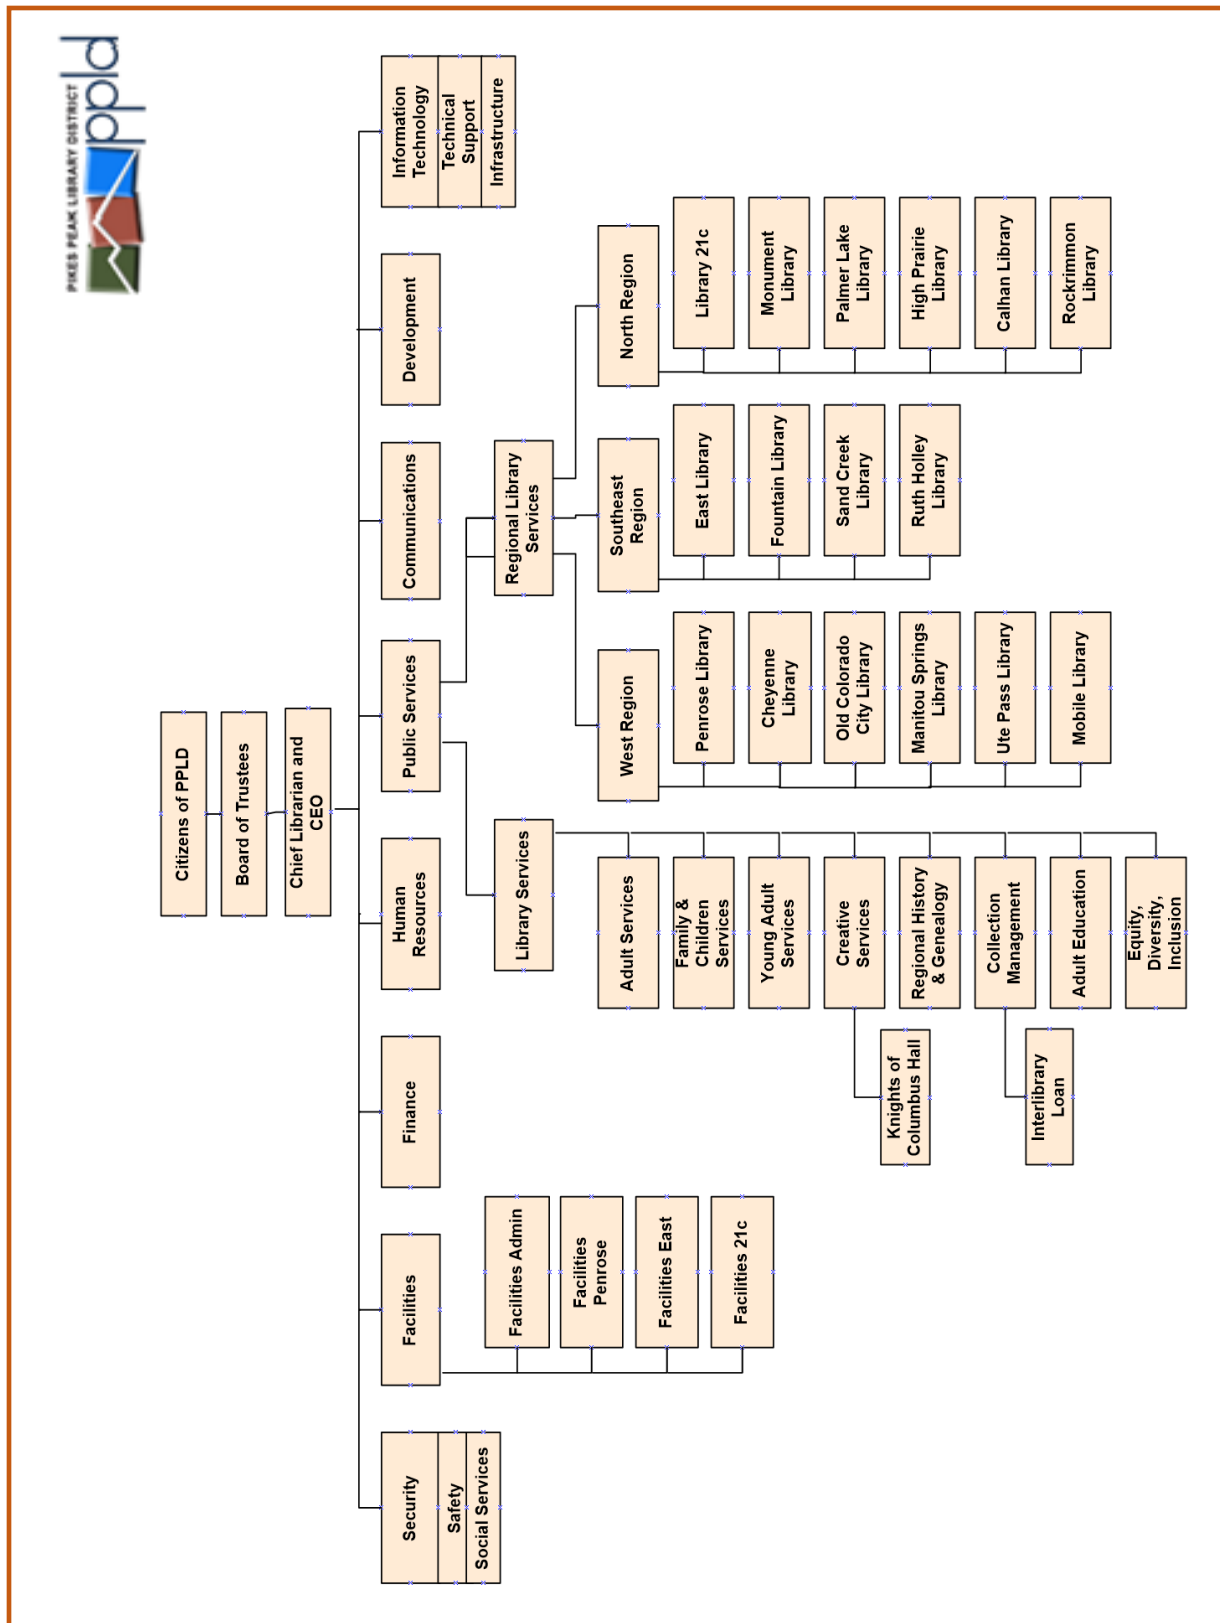 PIKES PEAK LIBRARY DISTRICT
ppld
Citizens of PPLD
Board of Trustees
Chief Librarian and
CEO
Security
Safety
Social Services
Facilities
Facilities Admin
Facilities
Penrose
Facilities East
Facilities 21c
Finance
Human
Resources
Public Services
Communications
Development
Information
Technology
Technical
Support
Infrastructure
Library Services
Adult Services
Family &
Children
Services
Young Adult
Services
Creative
Services
Knights of
Columbus Hall
Regional History
& Genealogy
Collection
Management
Interlibrary
Loan
Adult Education
Equity,
Diversity,
Inclusion
Regional Library
Services
West Region
Penrose Library
Cheyenne
Library
Old Colorado
City Library
Manitou Springs
Library
Ute Pass Library
Mobile Library
Southeast
Region
East Library
Fountain Library
Sand Creek
Library
Ruth Holley
Library
North Region
Library 21c
Monument
Library
Palmer Lake
Library
High Prairie
Library
Calhan Library
Rockrimmon
Library